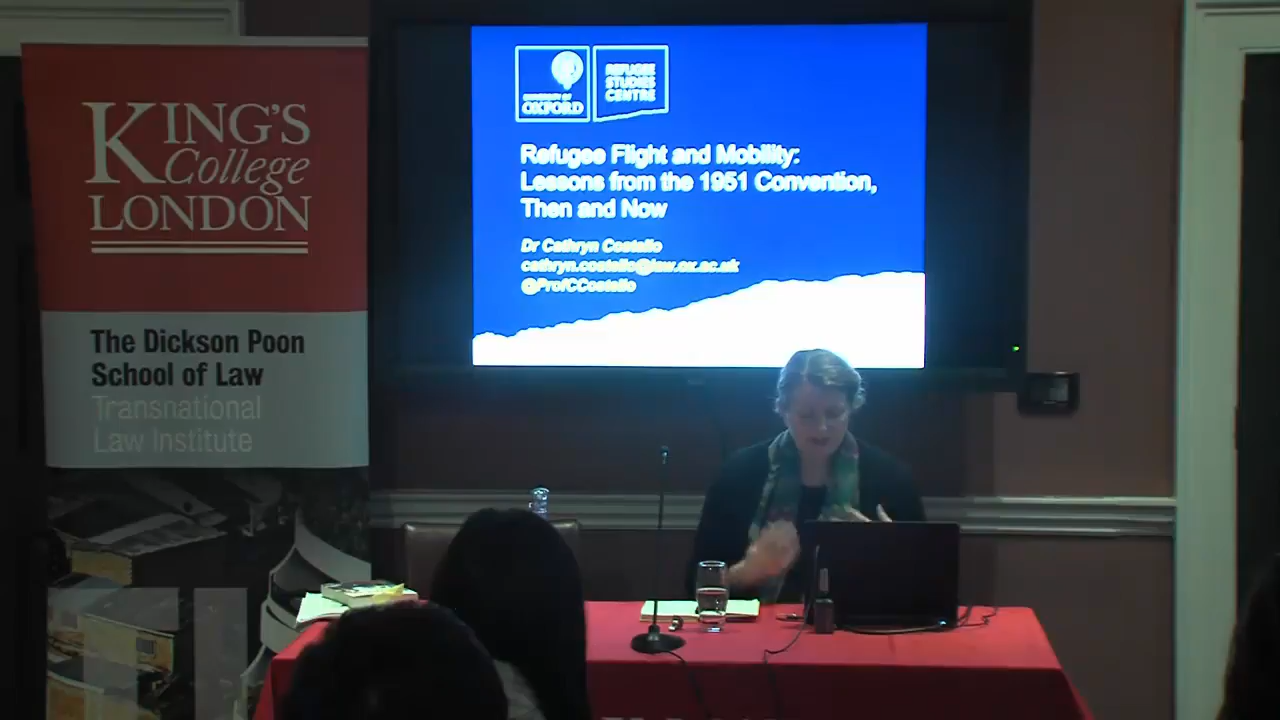 KING'S
College
LONDON
The Dickson Poon
School of Law
Transnational
Law Institute
UNIVERSITY OF
OXFORD
REFUGEE
STUDIES
CENTRE
Refugee Flight and Mobility:
Lessons from the 1951 Convention,
Then and Now
Dr Cathryn Costello
cathryn.costello@law.ox.ac.uk
@ProfCCostello